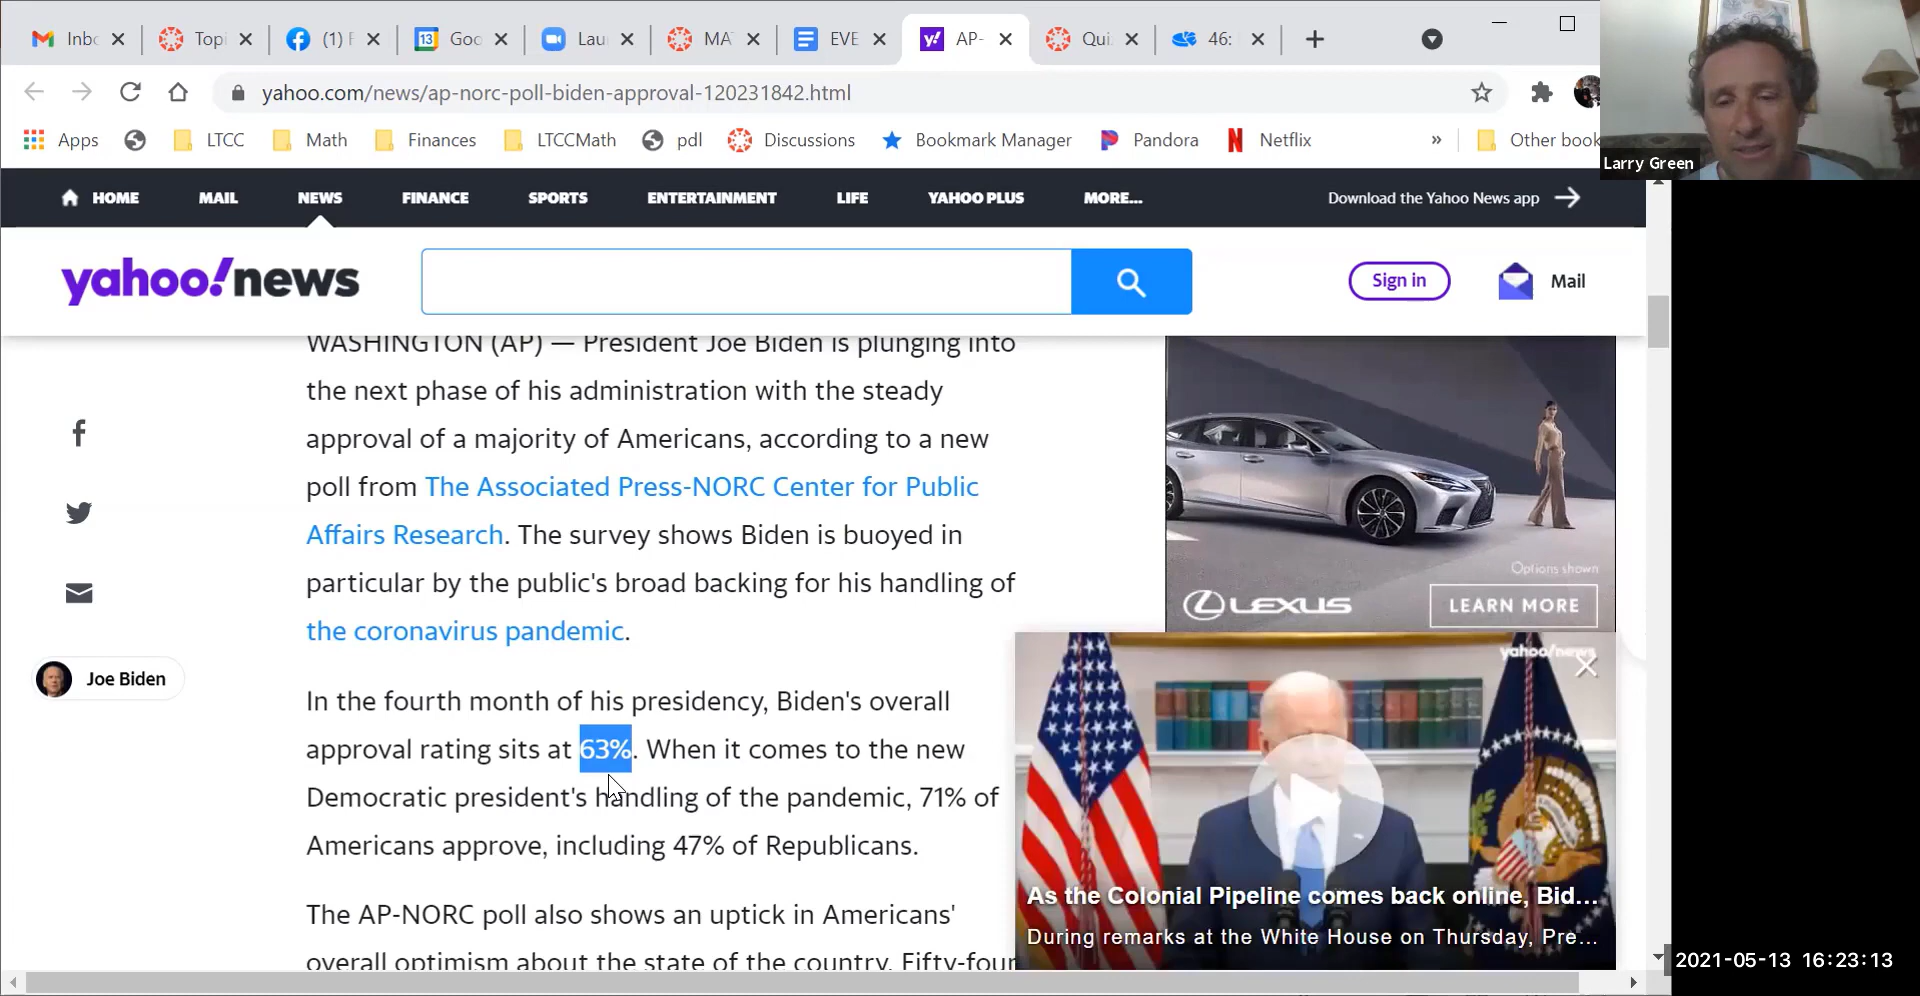 Inbo
Topi
(1) F
Goo
Lau
MA
EVE
AP-
Qui
46:
yahoo.com/news/ap-norc-poll-biden-approval-120231842.html
Apps
LTCC
Math
Finances
LTCCMath
pdl
Discussions
Bookmark Manager
Pandora
Netflix
»
Other book
Larry Green
HOME
MAIL
NEWS
FINANCE
SPORTS
ENTERTAINMENT
LIFE
YAHOO PLUS
MORE...
Download the Yahoo News app
yahoo!news
Sign in
Mail
WASHINGTON (AP) — President Joe Biden is plunging into
the next phase of his administration with the steady
approval of a majority of Americans, according to a new
poll from The Associated Press-NORC Center for Public
Affairs Research. The survey shows Biden is buoyed in
particular by the public's broad backing for his handling of
the coronavirus pandemic.
Joe Biden
In the fourth month of his presidency, Biden's overall
approval rating sits at 63%. When it comes to the new
Democratic president's handling of the pandemic, 71% of
Americans approve, including 47% of Republicans.
The AP-NORC poll also shows an uptick in Americans'
overall optimism about the state of the country. Fifty-four
Options shown
LEXUS
LEARN MORE
yahoo/news
As the Colonial Pipeline comes back online, Bid...
During remarks at the White House on Thursday, Pre...
2021-05-13 16:23:13